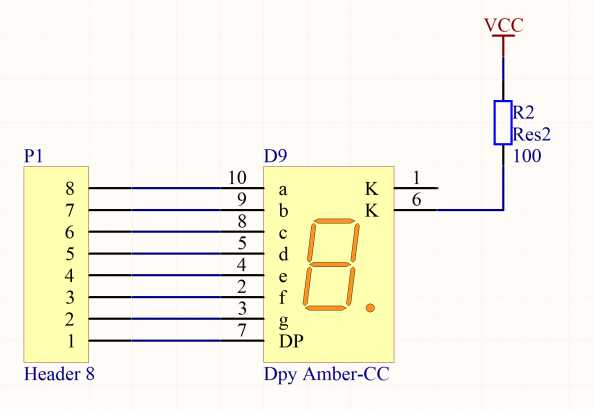 VCC
R2
Res2
100
P1
D9
8 10 a K 1
7 9 b K 6
6 8 c
5 5 d
4 4 e
3 2 f
2 3 g
1 7 DP
Header 8
Dpy Amber-CC